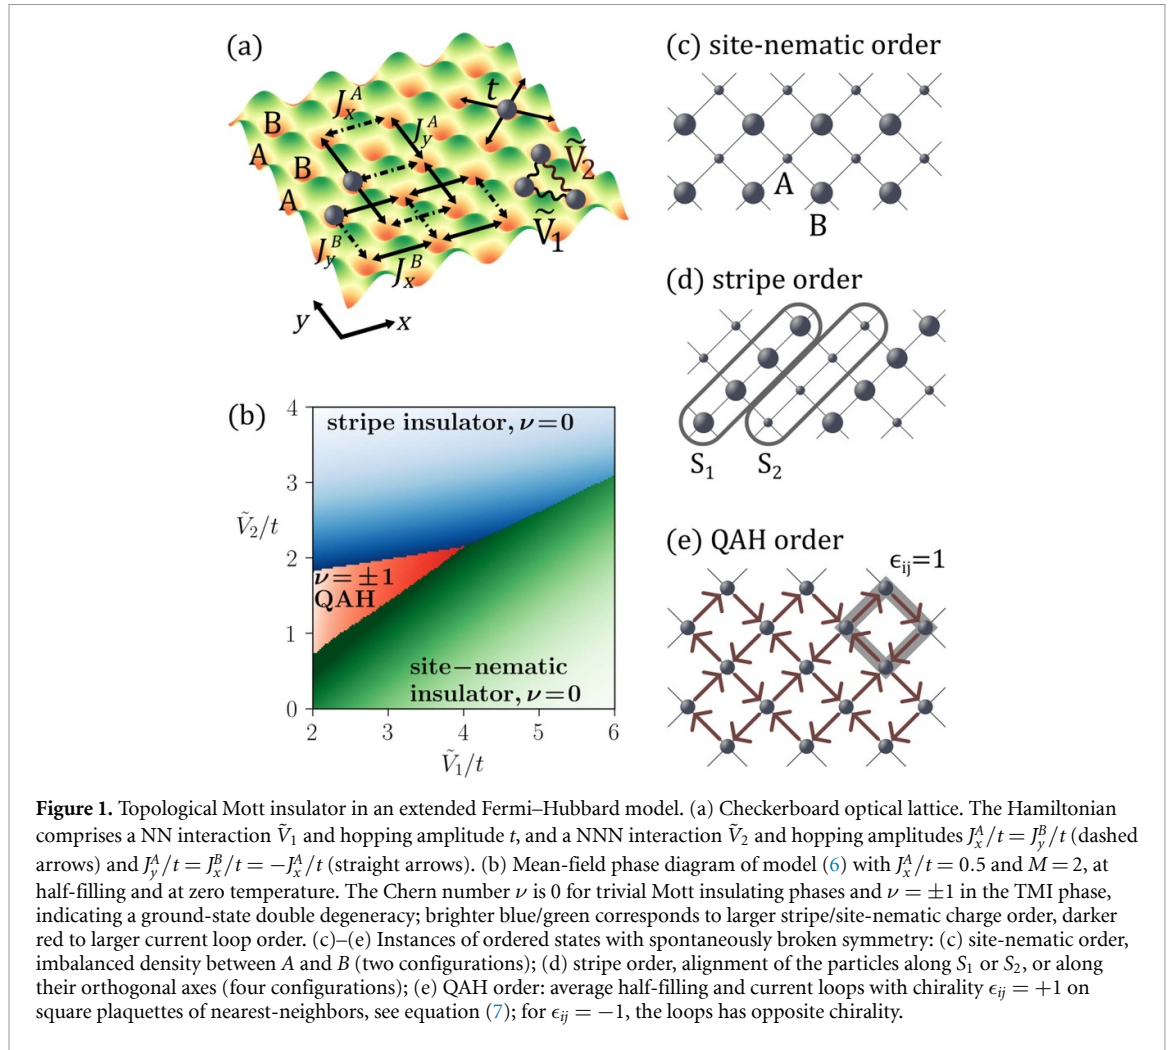 (a)
B
A
B
A
J_x^A
J_y^A
t
Ṽ_2
Ṽ_1
J_y^B
J_x^B
y
x
(b)
4
3
2
1
0
Ṽ_2/t
stripe insulator, ν=0
ν=±1
QAH
site−nematic
insulator, ν=0
2 3 4 5 6
Ṽ_1/t
(c) site-nematic order
A
B
(d) stripe order
S_1 S_2
(e) QAH order
ϵ_ij=1
Figure 1. Topological Mott insulator in an extended Fermi–Hubbard model. (a) Checkerboard optical lattice. The Hamiltonian
comprises a NN interaction Ṽ_1 and hopping amplitude t, and a NNN interaction Ṽ_2 and hopping amplitudes J_x^A/t = J_y^B/t (dashed
arrows) and J_y^A/t = J_x^B/t = −J_x^A/t (straight arrows). (b) Mean-field phase diagram of model (6) with J_x^A/t = 0.5 and M = 2, at
half-filling and at zero temperature. The Chern number ν is 0 for trivial Mott insulating phases and ν = ±1 in the TMI phase,
indicating a ground-state double degeneracy; brighter blue/green corresponds to larger stripe/site-nematic charge order, darker
red to larger current loop order. (c)–(e) Instances of ordered states with spontaneously broken symmetry: (c) site-nematic order,
imbalanced density between A and B (two configurations); (d) stripe order, alignment of the particles along S_1 or S_2, or along
their orthogonal axes (four configurations); (e) QAH order: average half-filling and current loops with chirality ϵ_ij = +1 on
square plaquettes of nearest-neighbors, see equation (7); for ϵ_ij = −1, the loops has opposite chirality.